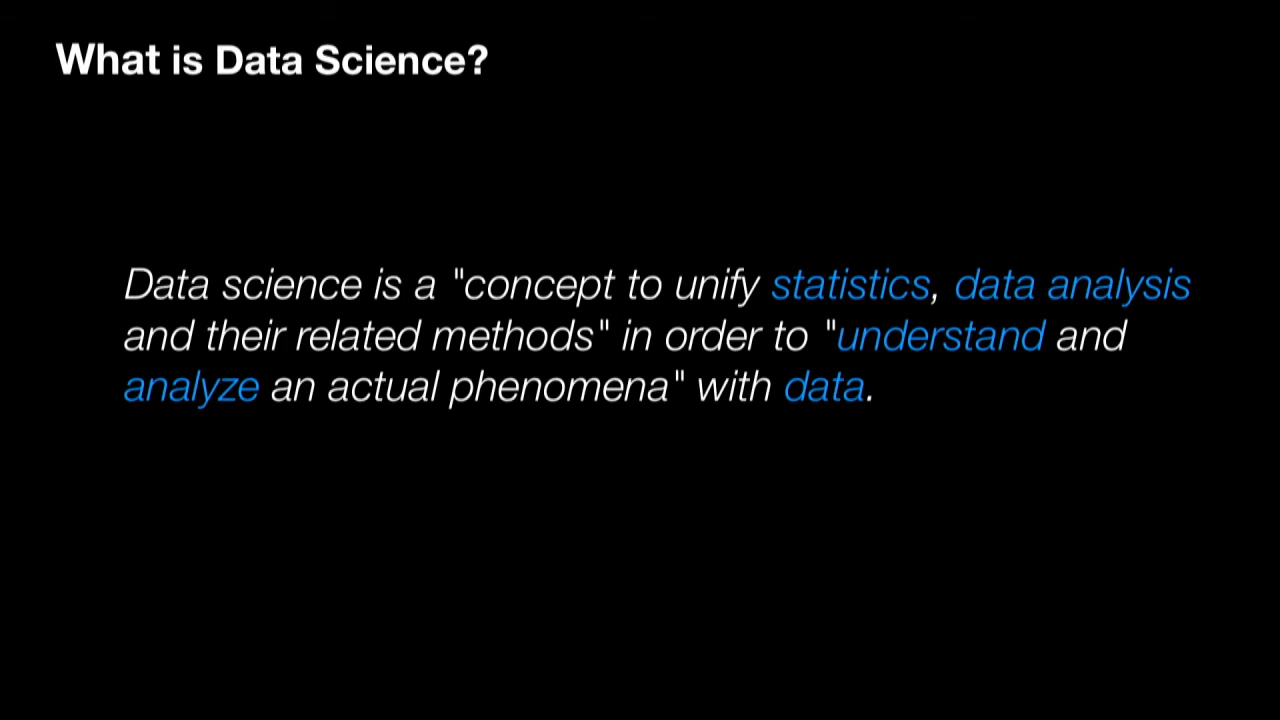 What is Data Science?
Data science is a "concept to unify statistics, data analysis
and their related methods" in order to "understand and
analyze an actual phenomena" with data.